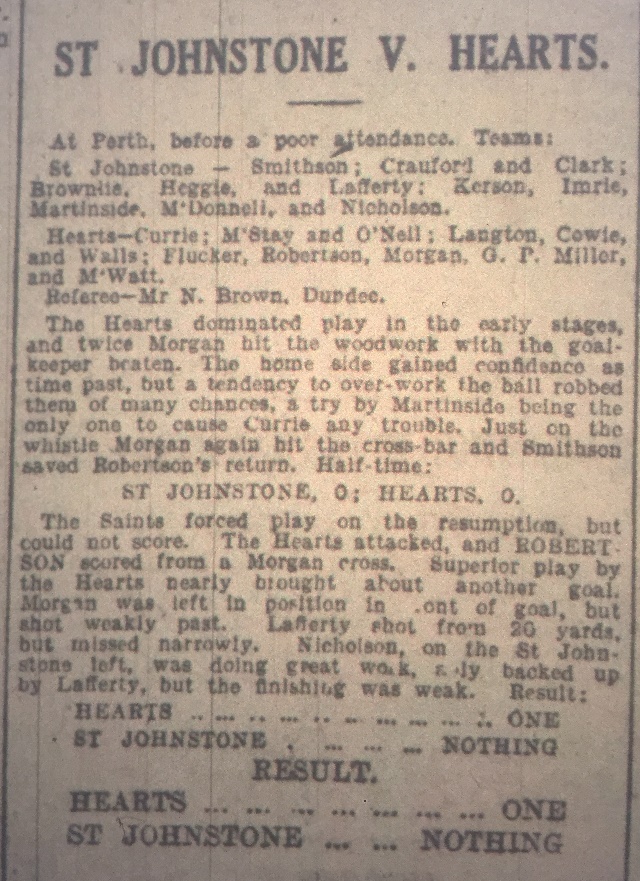 ST JOHNSTONE V. HEARTS.
At Perth, before a poor attendance. Teams:
St Johnstone — Smithson; Crauford and Clark;
Brownlie, Heggie, and Lafferty; Kerson, Imrie,
Martinside, M'Donnell, and Nicholson.
Hearts—Currie; M'Stay and O'Neil; Langton, Cowie,
and Walls; Flucker, Robertson, Morgan, G. P. Miller,
and M'Watt.
Referee—Mr N. Brown, Dundee.
The Hearts dominated play in the early stages,
and twice Morgan hit the woodwork with the goal-
keeper beaten. The home side gained confidence as
time past, but a tendency to over-work the ball robbed
them of many chances, a try by Martinside being the
only one to cause Currie any trouble. Just on the
whistle Morgan again hit the cross-bar and Smithson
saved Robertson's return. Half-time:
ST JOHNSTONE, 0; HEARTS, 0.
The Saints forced play on the resumption, but
could not score. The Hearts attacked, and ROBERT-
SON scored from a Morgan cross. Superior play by
the Hearts nearly brought about another goal.
Morgan was left in position in .ont of goal, but
shot weakly past. Lafferty shot from 20 yards,
but missed narrowly. Nicholson, on the St John-
stone left, was doing great work, backed up
by Lafferty, but the finishing was weak. Result:
HEARTS .. ... .. ... .. ... ... ... ... .. ONE
ST JOHNSTONE . ... ... ... NOTHING
RESULT.
HEARTS ... ... ... ... ... ... ... ONE
ST JOHNSTONE ... ... NOTHING